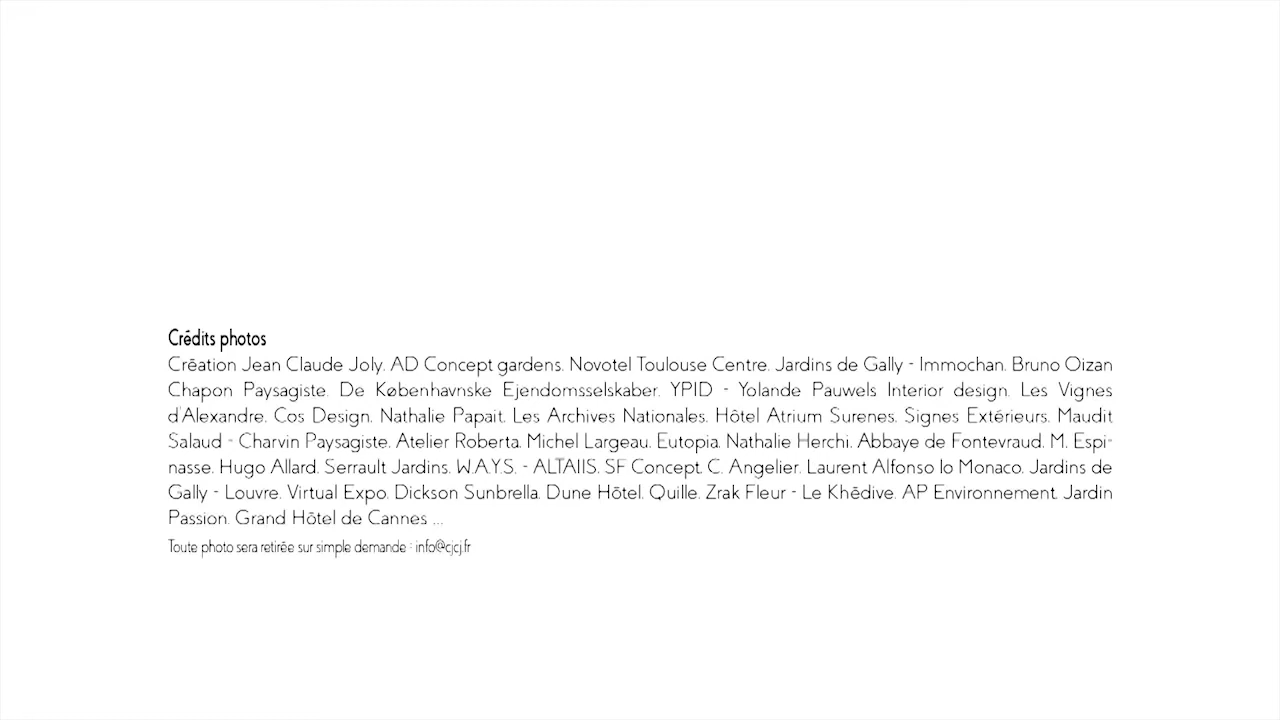 Crédits photos
Création Jean Claude Joly. AD Concept gardens. Novotel Toulouse Centre. Jardins de Gally - Immochan. Bruno Oizan
Chapon Paysagiste. De Københavnske Ejendomsselskaber. YPID - Yolande Pauwels Interior design. Les Vignes
d'Alexandre. Cos Design. Nathalie Papait. Les Archives Nationales. Hôtel Atrium Surenes. Signes Extérieurs. Maudit
Salaud - Charvin Paysagiste. Atelier Roberta. Michel Largeau. Eutopia. Nathalie Herchi. Abbaye de Fontevraud. M. Espi-
nasse. Hugo Allard. Serrault Jardins. W.A.Y.S. - ALTAIIS. SF Concept. C. Angelier. Laurent Alfonso lo Monaco. Jardins de
Gally - Louvre. Virtual Expo. Dickson Sunbrella. Dune Hôtel. Quille. Zrak Fleur - Le Khédive. AP Environnement. Jardin
Passion. Grand Hôtel de Cannes ...
Toute photo sera retirée sur simple demande : info@cjcj.fr